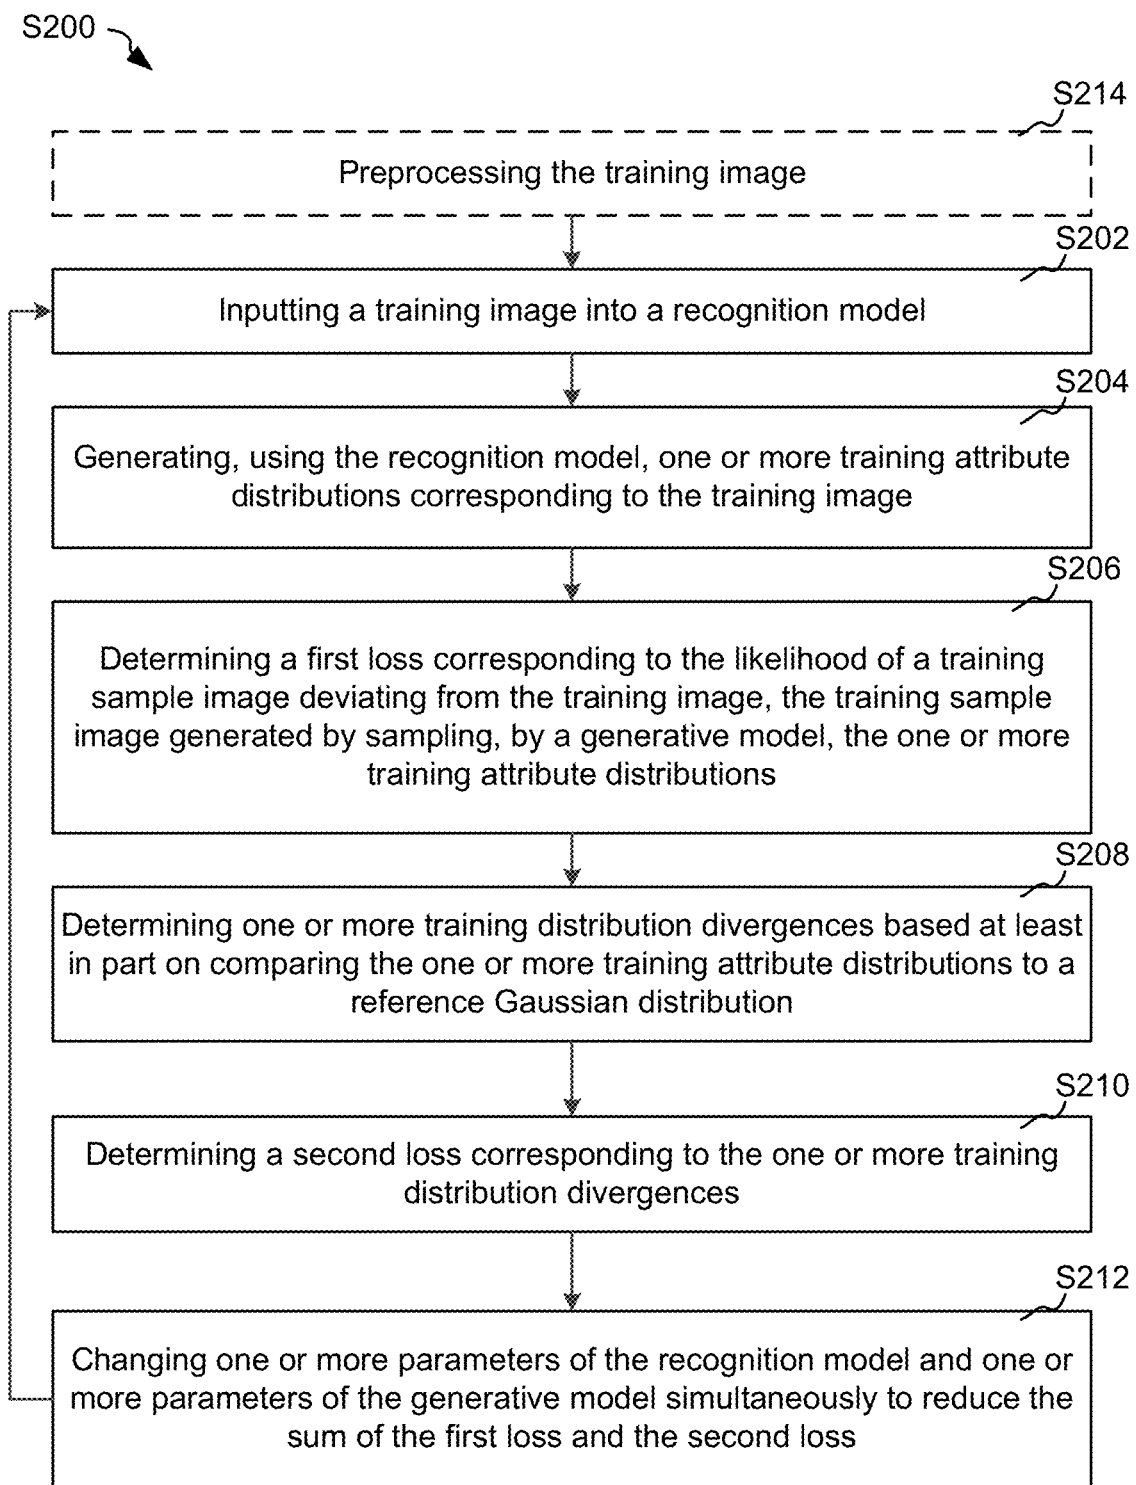 S200
S214
Preprocessing the training image
S202
Inputting a training image into a recognition model
S204
Generating, using the recognition model, one or more training attribute
distributions corresponding to the training image
S206
Determining a first loss corresponding to the likelihood of a training
sample image deviating from the training image, the training sample
image generated by sampling, by a generative model, the one or more
training attribute distributions
S208
Determining one or more training distribution divergences based at least
in part on comparing the one or more training attribute distributions to a
reference Gaussian distribution
S210
Determining a second loss corresponding to the one or more training
distribution divergences
S212
Changing one or more parameters of the recognition model and one or
more parameters of the generative model simultaneously to reduce the
sum of the first loss and the second loss